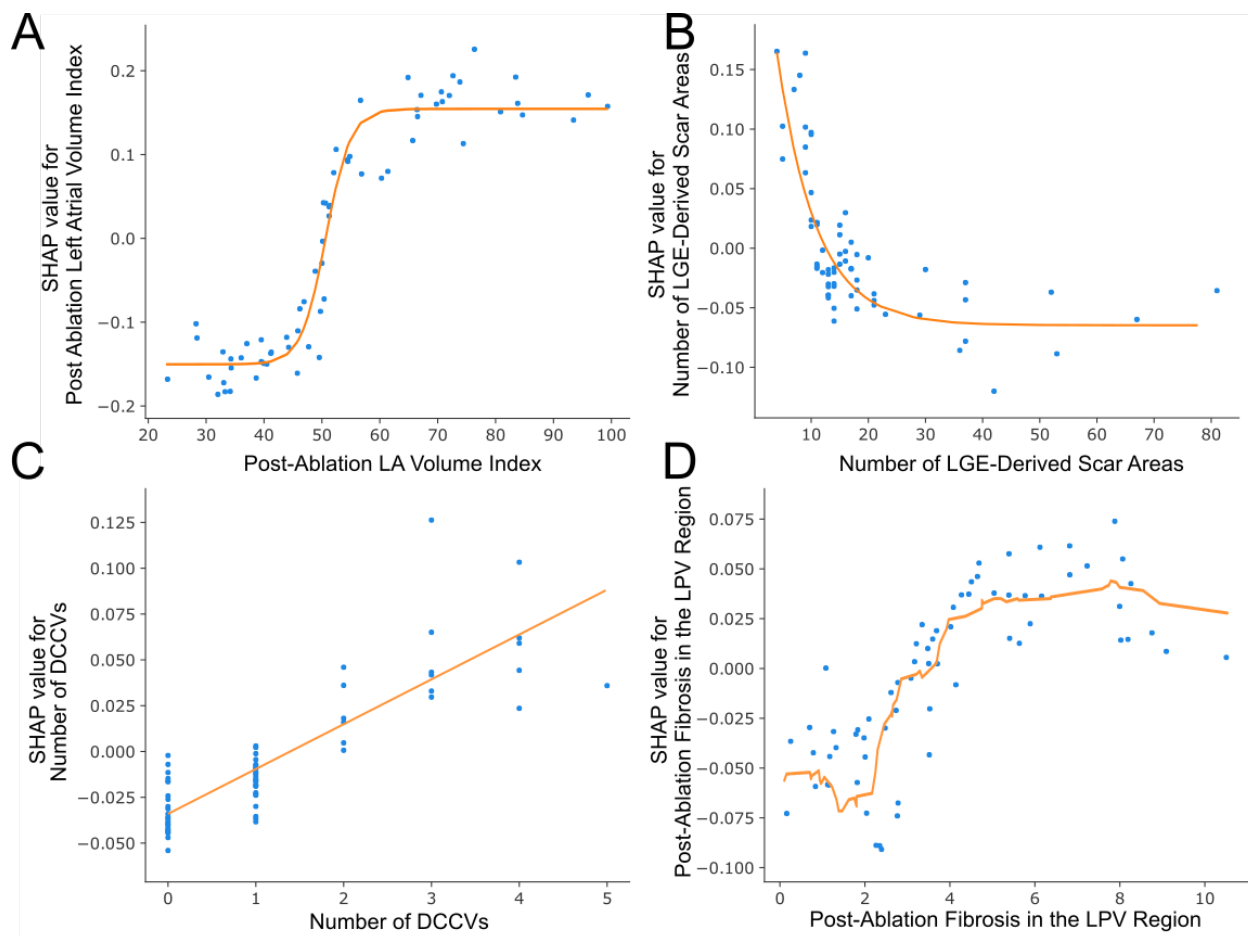 A
SHAP value for
Post Ablation Left Atrial Volume Index
0.2
0.1
0.0
−0.1
−0.2
20 30 40 50 60 70 80 90 100
Post-Ablation LA Volume Index
B
SHAP value for
Number of LGE-Derived Scar Areas
0.15
0.10
0.05
0.00
−0.05
−0.10
10 20 30 40 50 60 70 80
Number of LGE-Derived Scar Areas
C
SHAP value for
Number of DCCVs
0.125
0.100
0.075
0.050
0.025
0.000
−0.025
−0.050
0 1 2 3 4 5
Number of DCCVs
D
SHAP value for
Post-Ablation Fibrosis in the LPV Region
0.075
0.050
0.025
0.000
−0.025
−0.050
−0.075
−0.100
0 2 4 6 8 10
Post-Ablation Fibrosis in the LPV Region